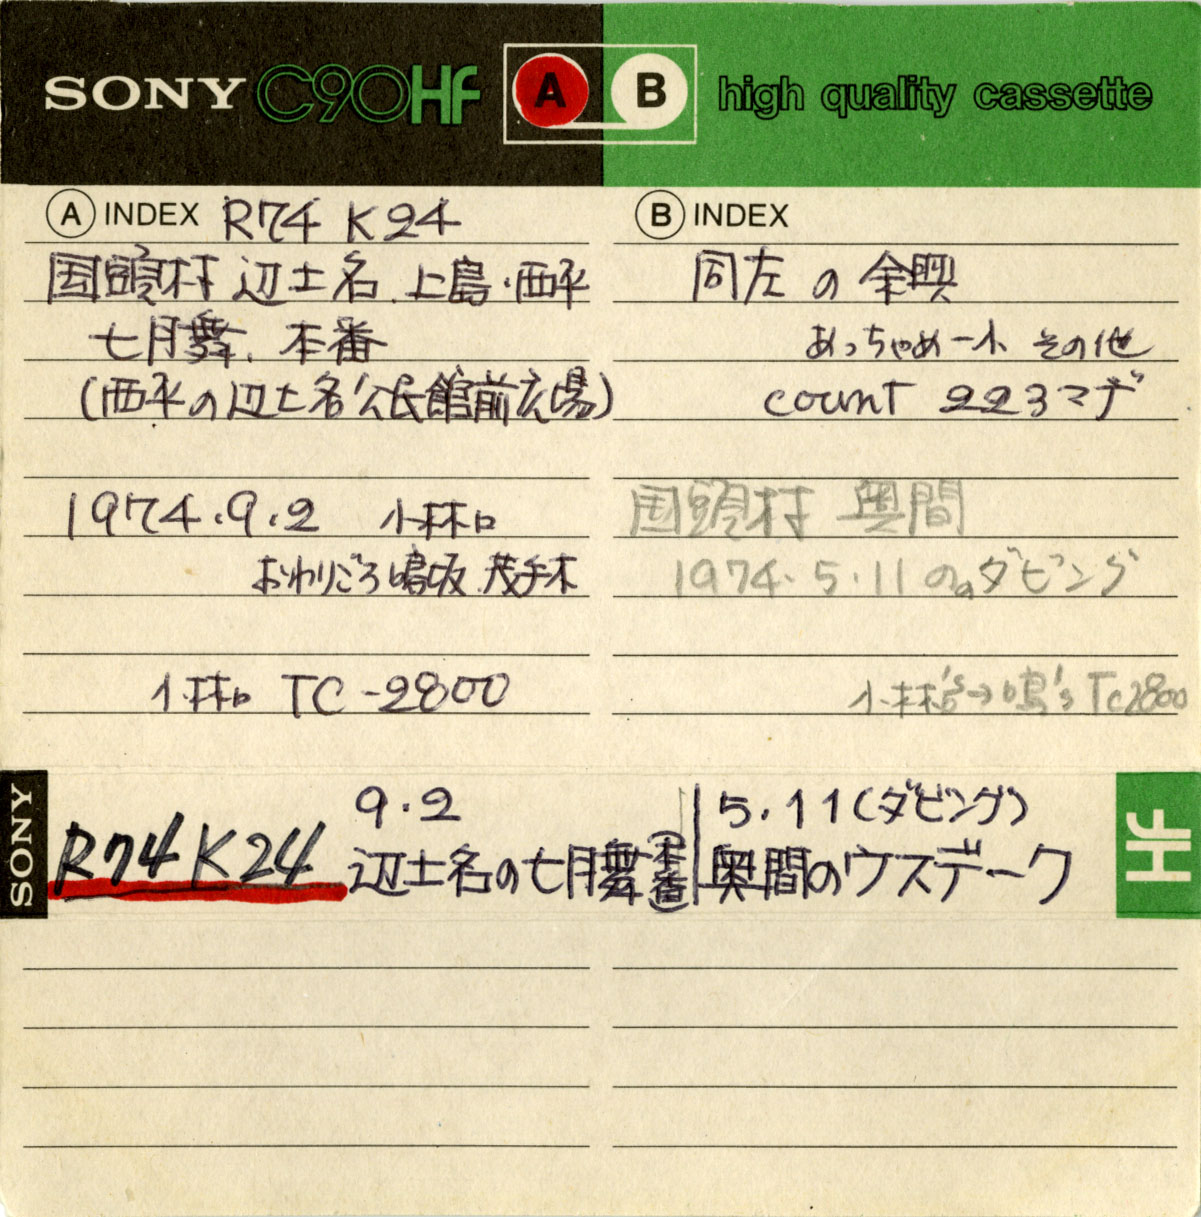 SONY C90HF A B high quality cassette
A INDEX R74 K24
国頭村 辺土名 上島・西平
七月舞. 本番
(西平の辺土名公民館前広場)
1974.9.2 小林ロ
おわりごろ 鳴坂. 茂手木
小林ロ TC-2800
B INDEX
同左の余興
あっちゃめー小 その他
count 223マデ
国頭村 奥間
1974.5.11 のダビング
小林's→鳴's TC2800
SONY R74 K24
9.2
辺土名の七月舞(本番)
5.11(ダビング)
奥間のウスデーク
HF